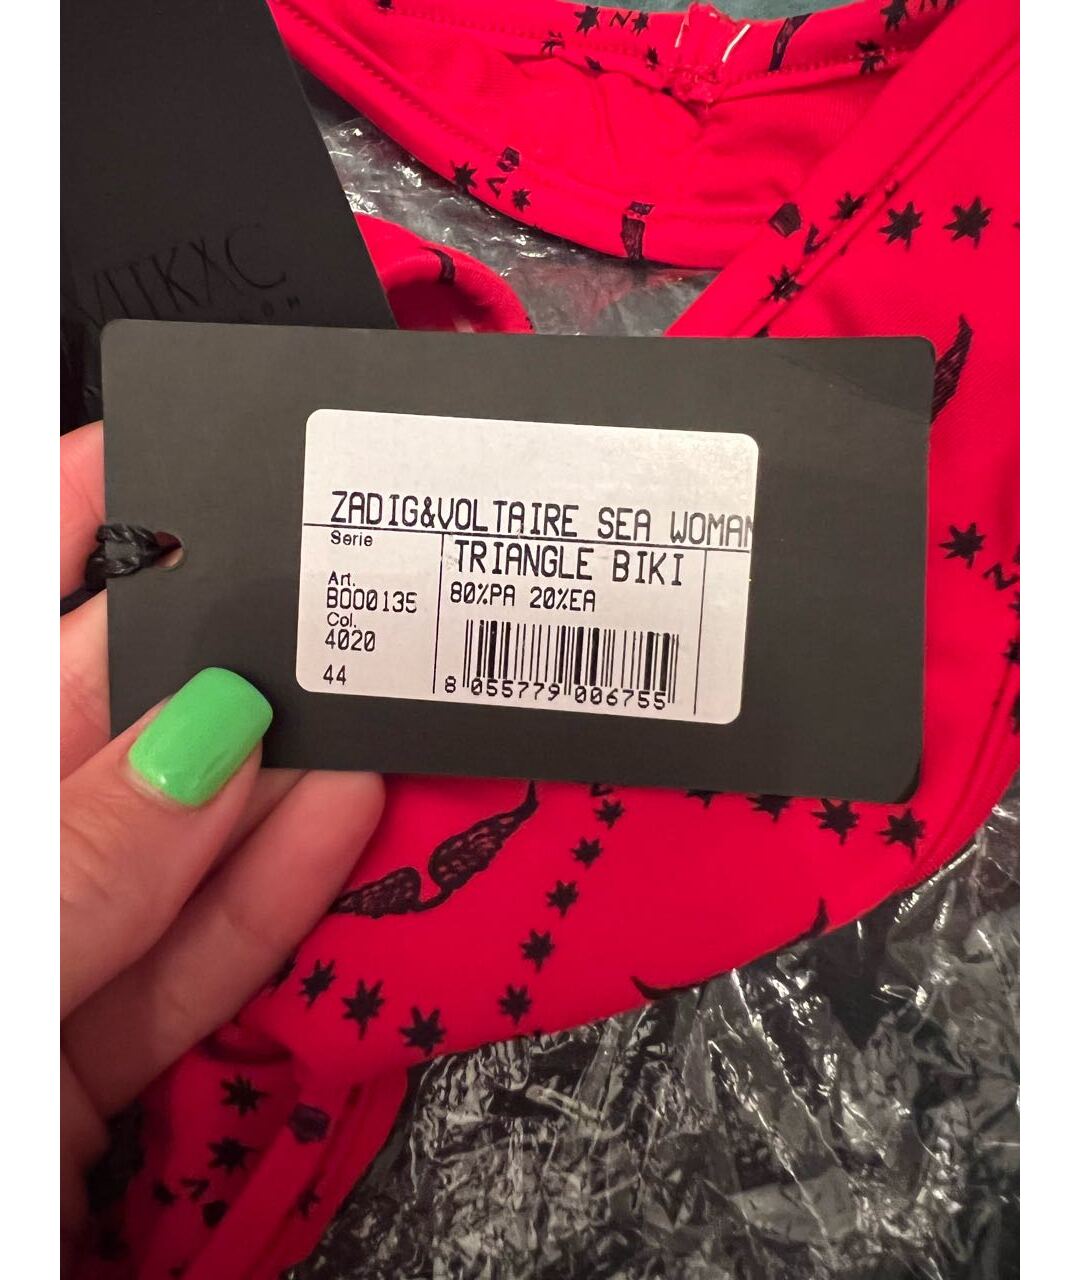 ZADIG&VOLTAIRE SEA WOMAN
Serie
TRIANGLE BIKI
Art.
B000135
80%PA 20%EA
Col.
4020
44
8 055779 006755